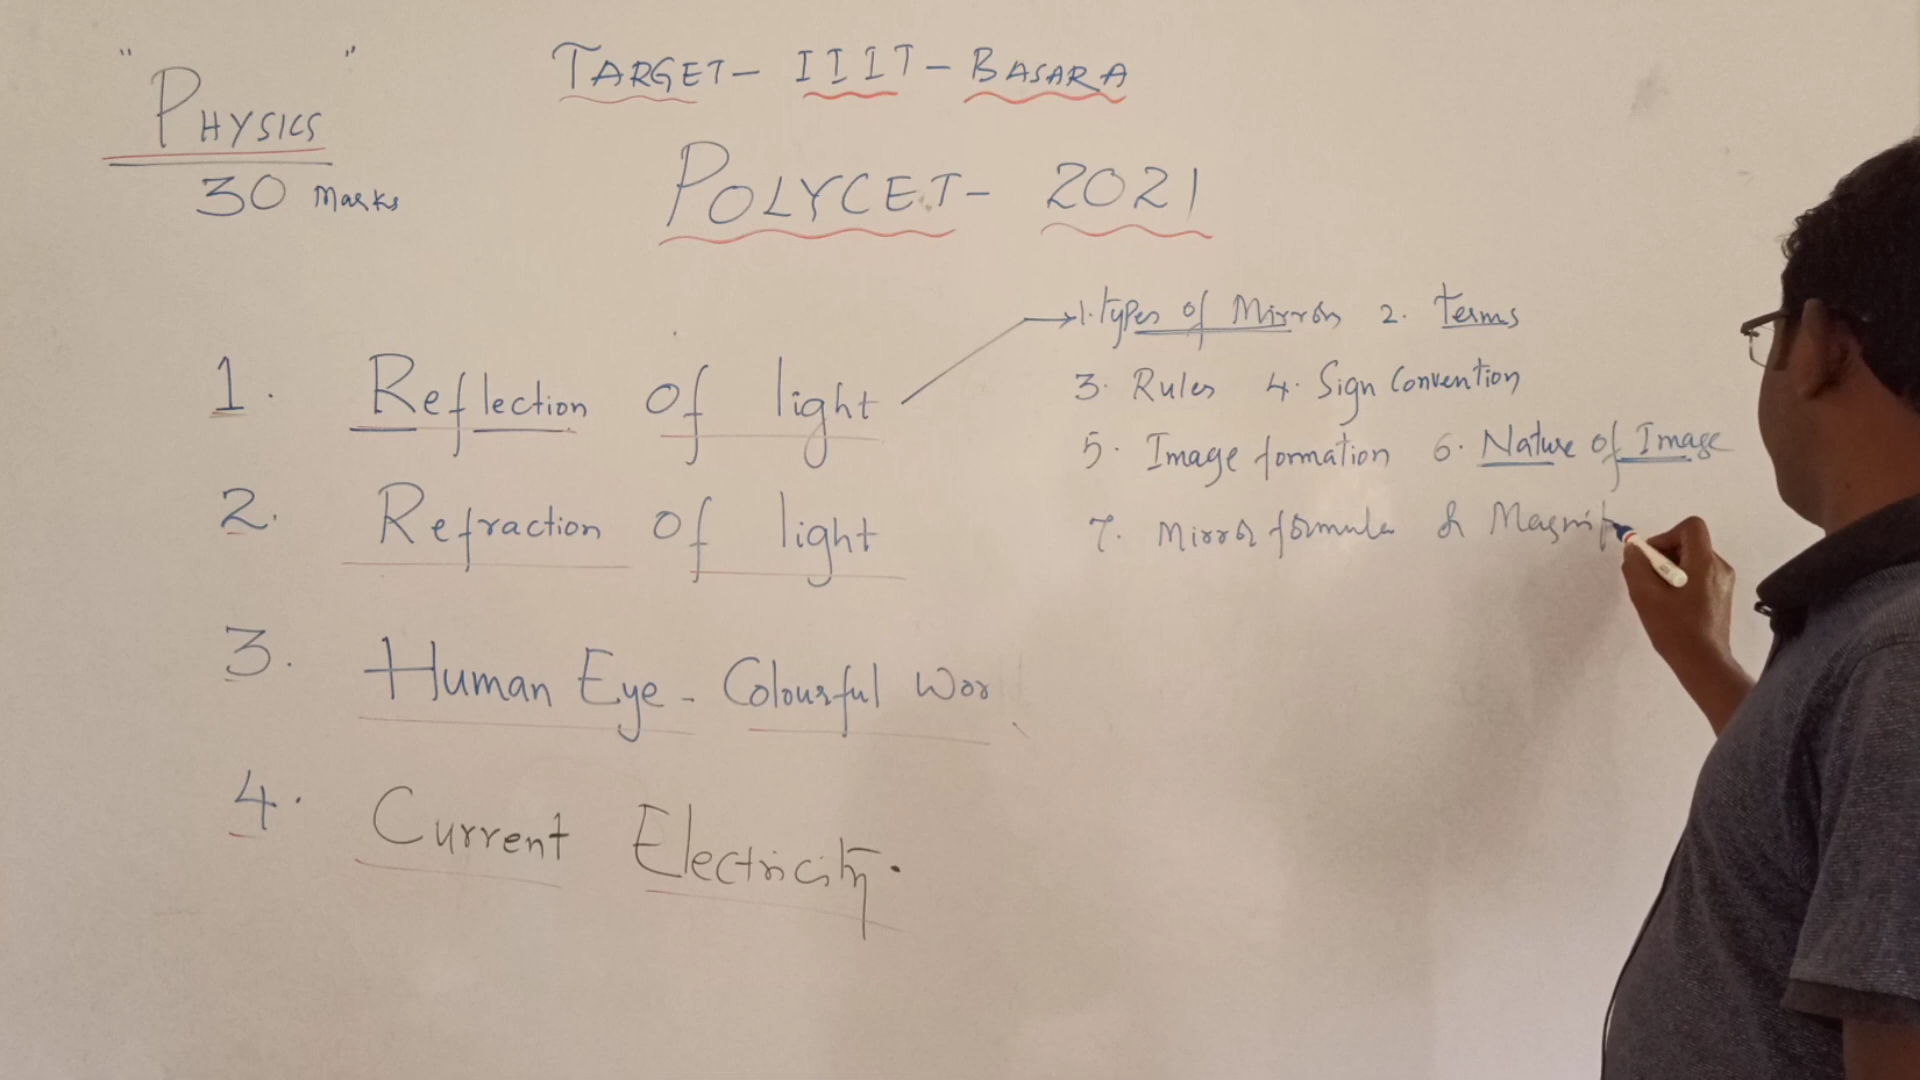 TARGET- IIIT- BASARA
"PHYSICS"
30 Marks
POLYCET- 2021
1. Reflection of light
2. Refraction of light
3. Human Eye - Colourful Wor
4. Current Electricity.
→1. Types of Mirror 2. Terms
3. Rules 4. Sign Convention
5. Image formation 6. Nature of Image
7. Mirror formula & Magnif